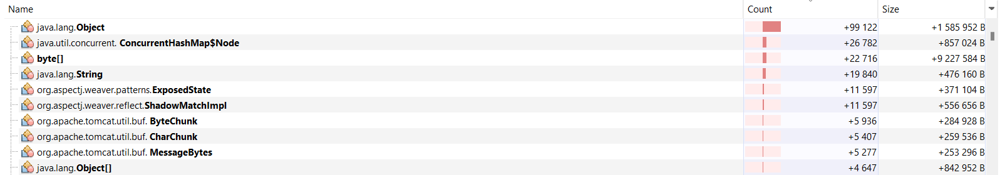 Name Count Size
java.lang.Object +99 122 +1 585 952 B
java.util.concurrent. ConcurrentHashMap$Node +26 782 +857 024 B
byte[] +22 716 +9 227 584 B
java.lang.String +19 840 +476 160 B
org.aspectj.weaver.patterns.ExposedState +11 597 +371 104 B
org.aspectj.weaver.reflect.ShadowMatchImpl +11 597 +556 656 B
org.apache.tomcat.util.buf. ByteChunk +5 936 +284 928 B
org.apache.tomcat.util.buf. CharChunk +5 407 +259 536 B
org.apache.tomcat.util.buf. MessageBytes +5 277 +253 296 B
java.lang.Object[] +4 647 +842 952 B